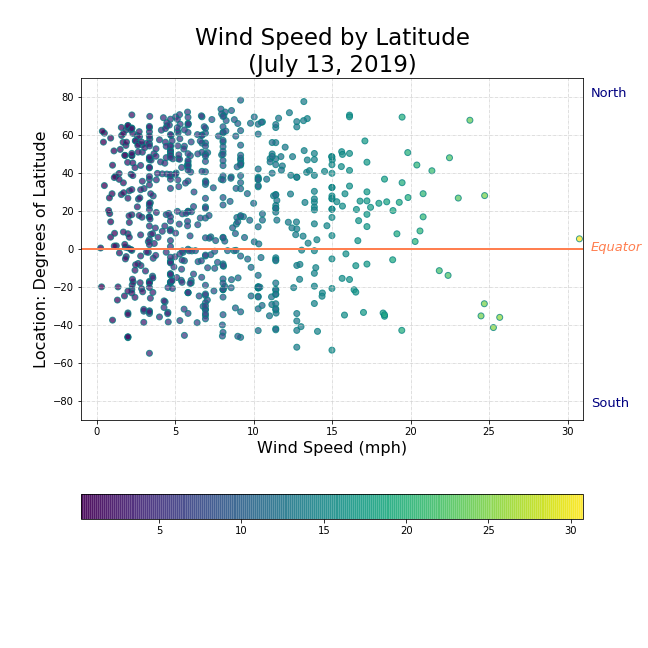 Wind Speed by Latitude
(July 13, 2019)
North
80
60
40
20
0
Equator
−20
−40
−60
−80
South
Location: Degrees of Latitude
0 5 10 15 20 25 30
Wind Speed (mph)
5 10 15 20 25 30